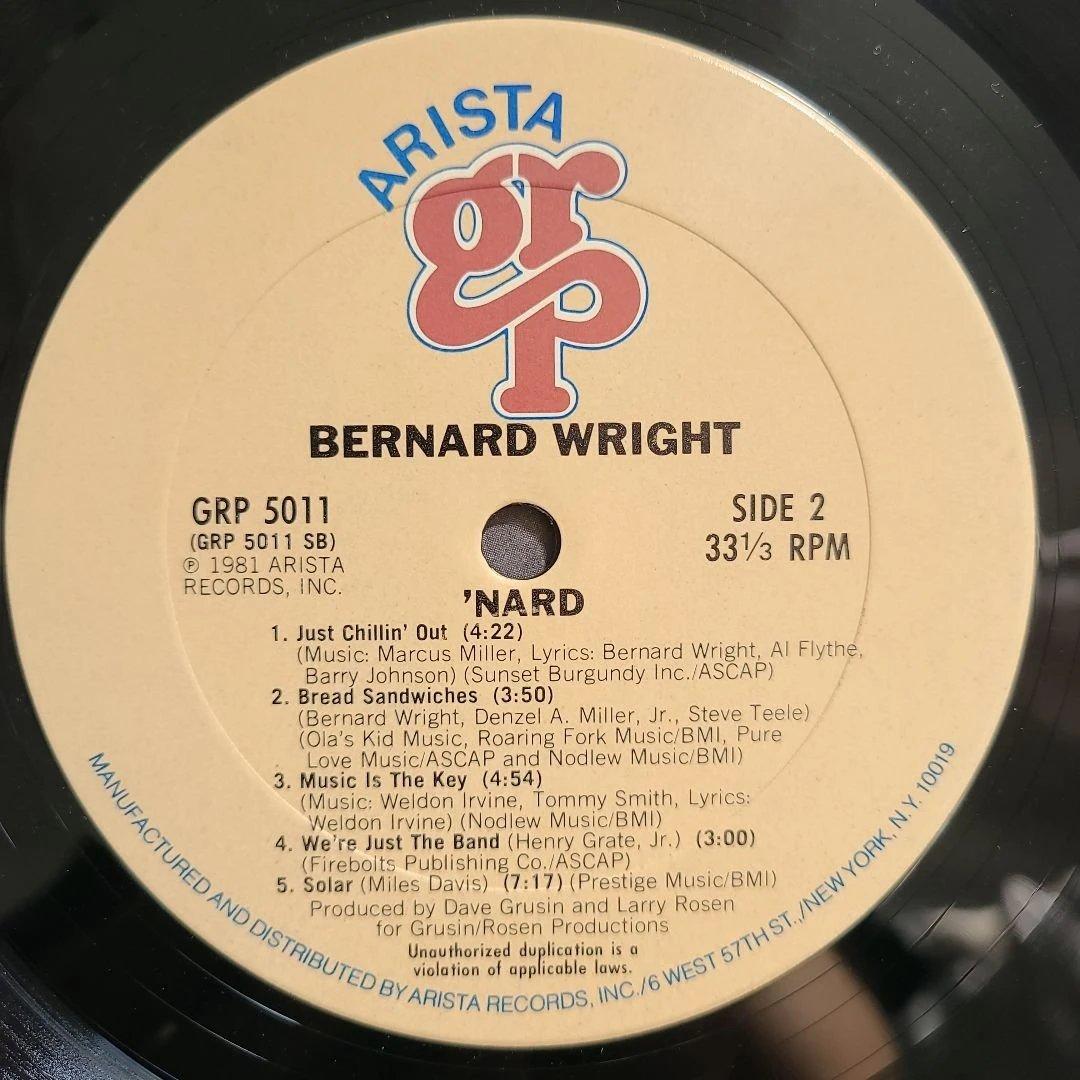 ARISTA
grp
BERNARD WRIGHT
GRP 5011
(GRP 5011 SB)
℗ 1981 ARISTA
RECORDS, INC.
SIDE 2
33⅓ RPM
'NARD
1. Just Chillin' Out (4:22)
(Music: Marcus Miller, Lyrics: Bernard Wright, Al Flythe,
Barry Johnson) (Sunset Burgundy Inc./ASCAP)
2. Bread Sandwiches (3:50)
(Bernard Wright, Denzel A. Miller, Jr., Steve Teele)
(Ola's Kid Music, Roaring Fork Music/BMI, Pure
Love Music/ASCAP and Nodlew Music/BMI)
3. Music Is The Key (4:54)
(Music: Weldon Irvine, Tommy Smith, Lyrics:
Weldon Irvine) (Nodlew Music/BMI)
4. We're Just The Band (Henry Grate, Jr.) (3:00)
(Firebolts Publishing Co./ASCAP)
5. Solar (Miles Davis) (7:17) (Prestige Music/BMI)
Produced by Dave Grusin and Larry Rosen
for Grusin/Rosen Productions
Unauthorized duplication is a
violation of applicable laws.
MANUFACTURED AND DISTRIBUTED BY ARISTA RECORDS, INC./6 WEST 57TH ST./NEW YORK, N.Y. 10019